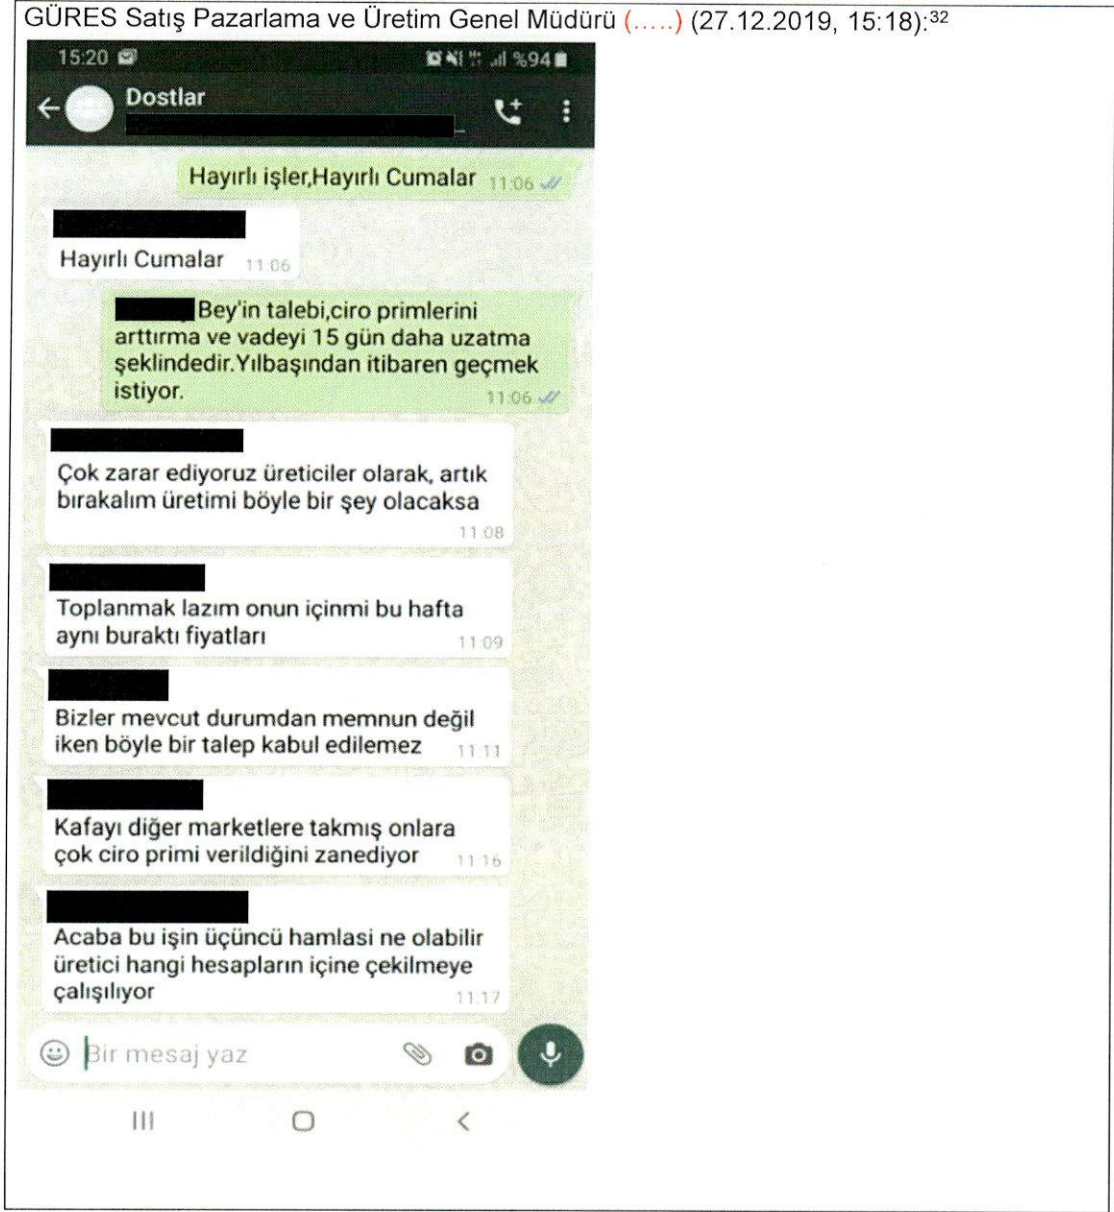 GÜRES Satış Pazarlama ve Üretim Genel Müdürü (.....) (27.12.2019, 15:18):32
15:20 %94
Dostlar
Hayırlı işler,Hayırlı Cumalar 11:06
Hayırlı Cumalar 11:06
Bey'in talebi,ciro primlerini
arttırma ve vadeyi 15 gün daha uzatma
şeklindedir.Yılbaşından itibaren geçmek
istiyor. 11:06
Çok zarar ediyoruz üreticiler olarak, artık
bırakalım üretimi böyle bir şey olacaksa
11:08
Toplanmak lazım onun içinmi bu hafta
aynı buraktı fiyatları 11:09
Bizler mevcut durumdan memnun değil
iken böyle bir talep kabul edilemez 11:11
Kafayı diğer marketlere takmış onlara
çok ciro primi verildiğini zanediyor 11:16
Acaba bu işin üçüncü hamlasi ne olabilir
üretici hangi hesapların içine çekilmeye
çalışılıyor 11:17
Bir mesaj yaz